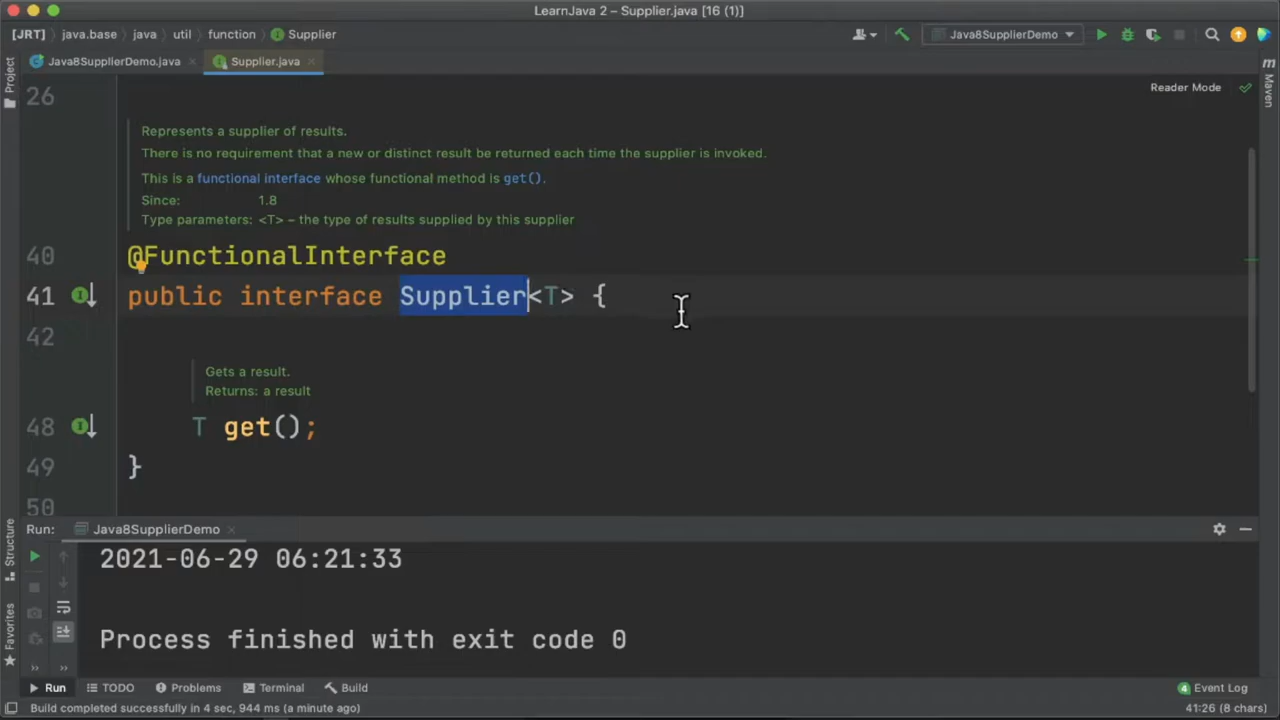 LearnJava 2 – Supplier.java [16 (1)]
[JRT] java.base java util function Supplier
Java8SupplierDemo
Project
Java8SupplierDemo.java
Supplier.java
Maven
Reader Mode
26
Represents a supplier of results.
There is no requirement that a new or distinct result be returned each time the supplier is invoked.
This is a functional interface whose functional method is get().
Since: 1.8
Type parameters: <T> – the type of results supplied by this supplier
40 @FunctionalInterface
41 public interface Supplier<T> {
42
Gets a result.
Returns: a result
48 T get();
49 }
50
Structure
Favorites
Run: Java8SupplierDemo
2021-06-29 06:21:33
Process finished with exit code 0
Run TODO Problems Terminal Build 4 Event Log
Build completed successfully in 4 sec, 944 ms (a minute ago) 41:26 (8 chars)